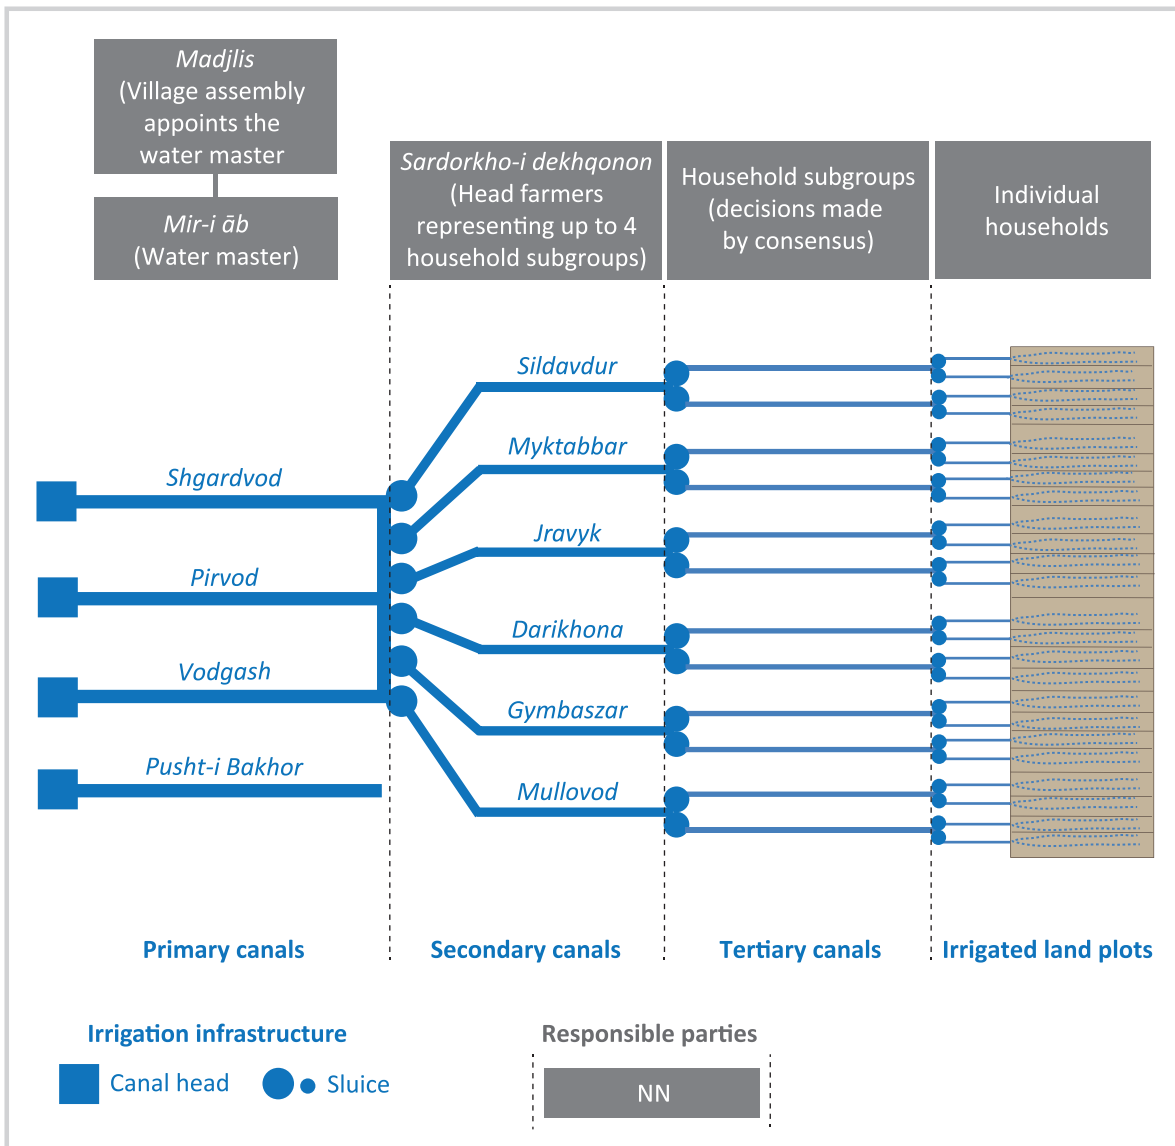 Madjlis
(Village assembly
appoints the
water master
Mir-i āb
(Water master)
Sardorkho-i dekhqonon
(Head farmers
representing up to 4
household subgroups)
Household subgroups
(decisions made
by consensus)
Individual
households
Shgardvod
Pirvod
Vodgash
Pusht-i Bakhor
Sildavdur
Myktabbar
Jravyk
Darikhona
Gymbaszar
Mullovod
Primary canals
Secondary canals
Tertiary canals
Irrigated land plots
Irrigation infrastructure
Canal head
Sluice
Responsible parties
NN